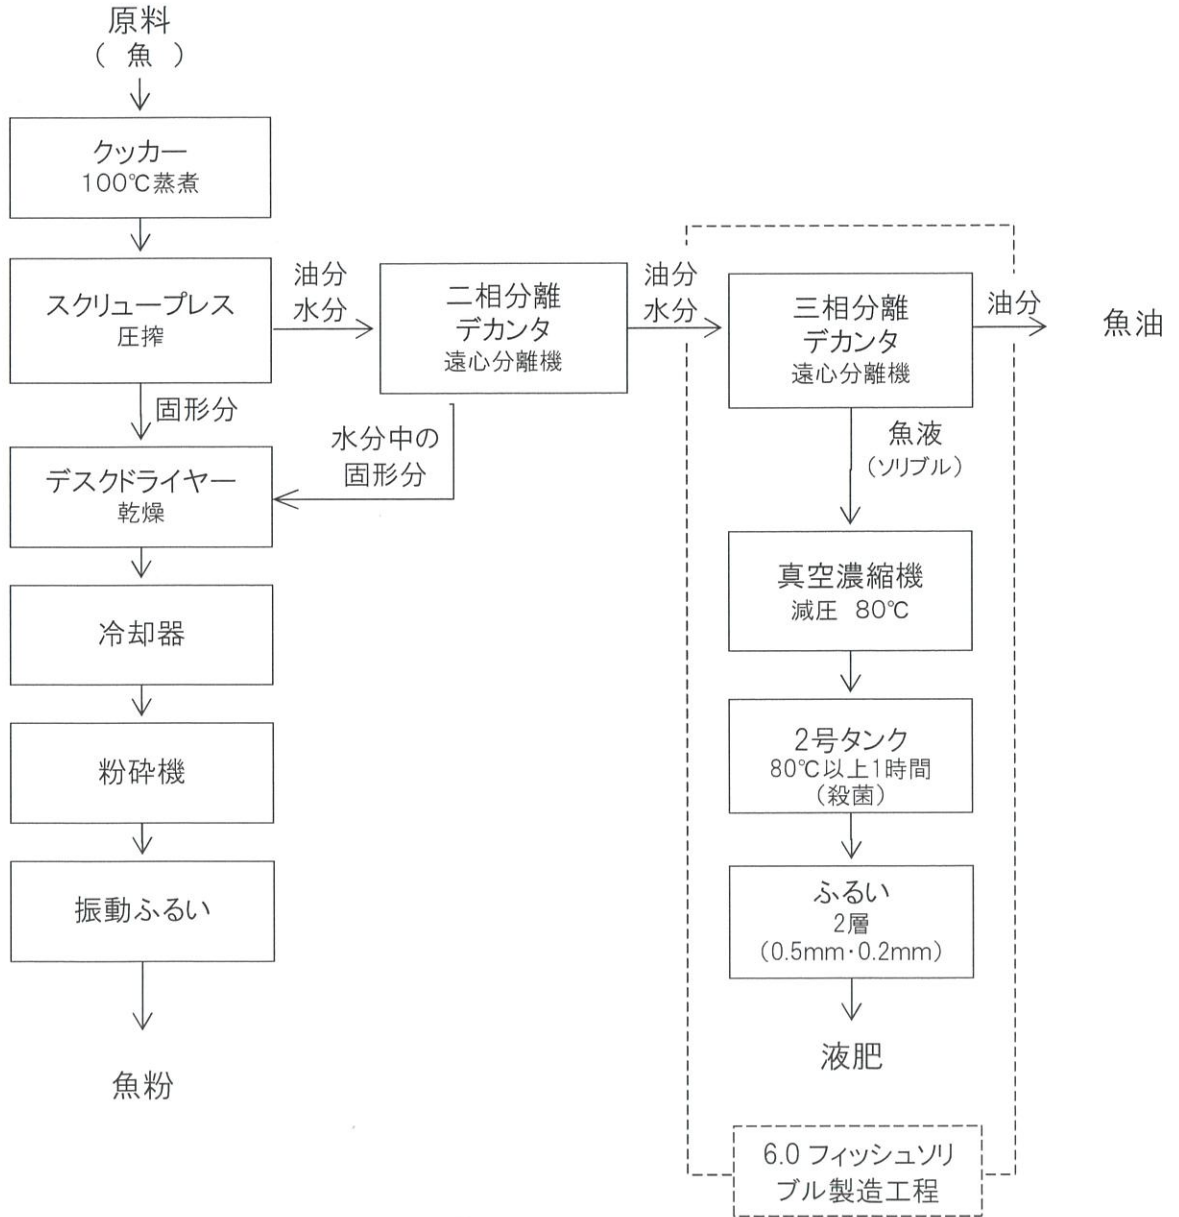 原料
（ 魚 ）
クッカー
100℃蒸煮
スクリュープレス
圧搾
油分
水分
固形分
二相分離
デカンタ
遠心分離機
水分中の
固形分
デスクドライヤー
乾燥
冷却器
粉砕機
振動ふるい
魚粉
油分
水分
三相分離
デカンタ
遠心分離機
油分
魚油
魚液
（ソリブル）
真空濃縮機
減圧 80℃
2号タンク
80℃以上1時間
（殺菌）
ふるい
2層
（0.5mm・0.2mm）
液肥
6.0 フィッシュソリ
ブル製造工程